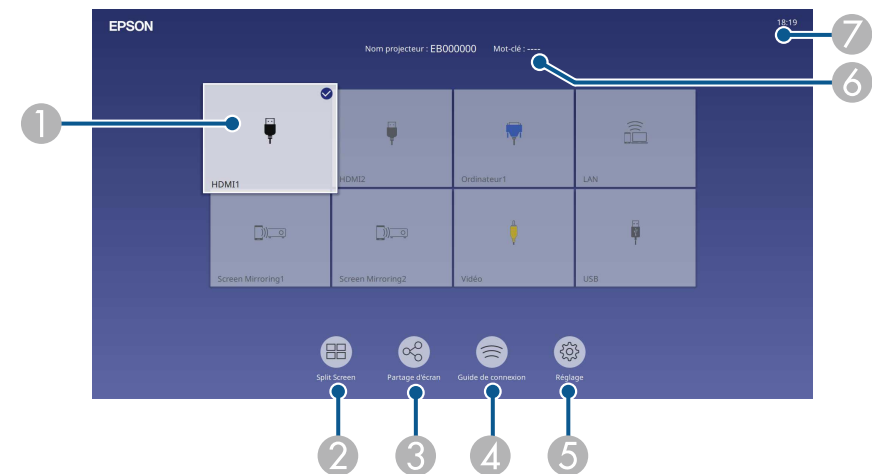 EPSON
18:19
7
Nom projecteur : EB000000 Mot-clé : ----
6
1
HDMI1
HDMI2
Ordinateur1
LAN
Screen Mirroring1
Screen Mirroring2
Vidéo
USB
Split Screen
Partage d'écran
Guide de connexion
Réglage
2
3
4
5